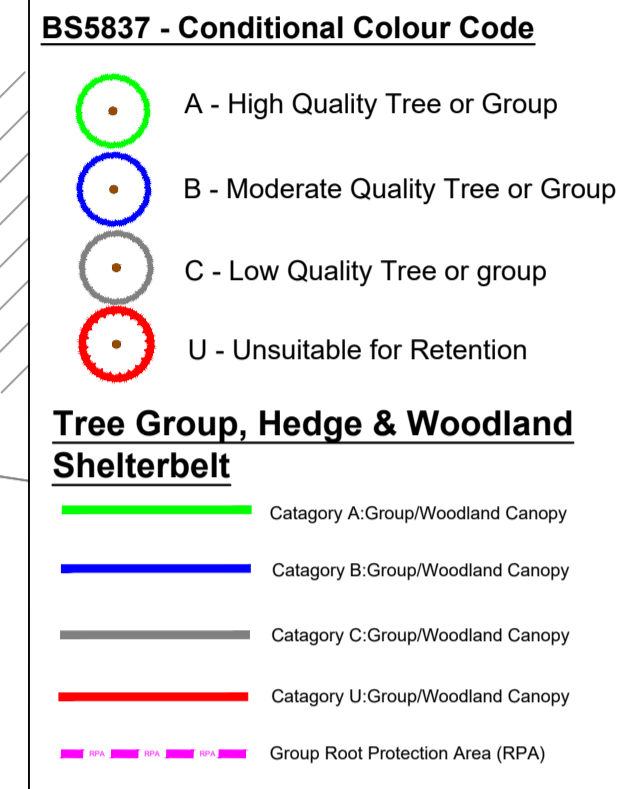 BS5837 - Conditional Colour Code
A - High Quality Tree or Group
B - Moderate Quality Tree or Group
C - Low Quality Tree or group
U - Unsuitable for Retention
Tree Group, Hedge & Woodland
Shelterbelt
Catagory A:Group/Woodland Canopy
Catagory B:Group/Woodland Canopy
Catagory C:Group/Woodland Canopy
Catagory U:Group/Woodland Canopy
RPA RPA RPA Group Root Protection Area (RPA)